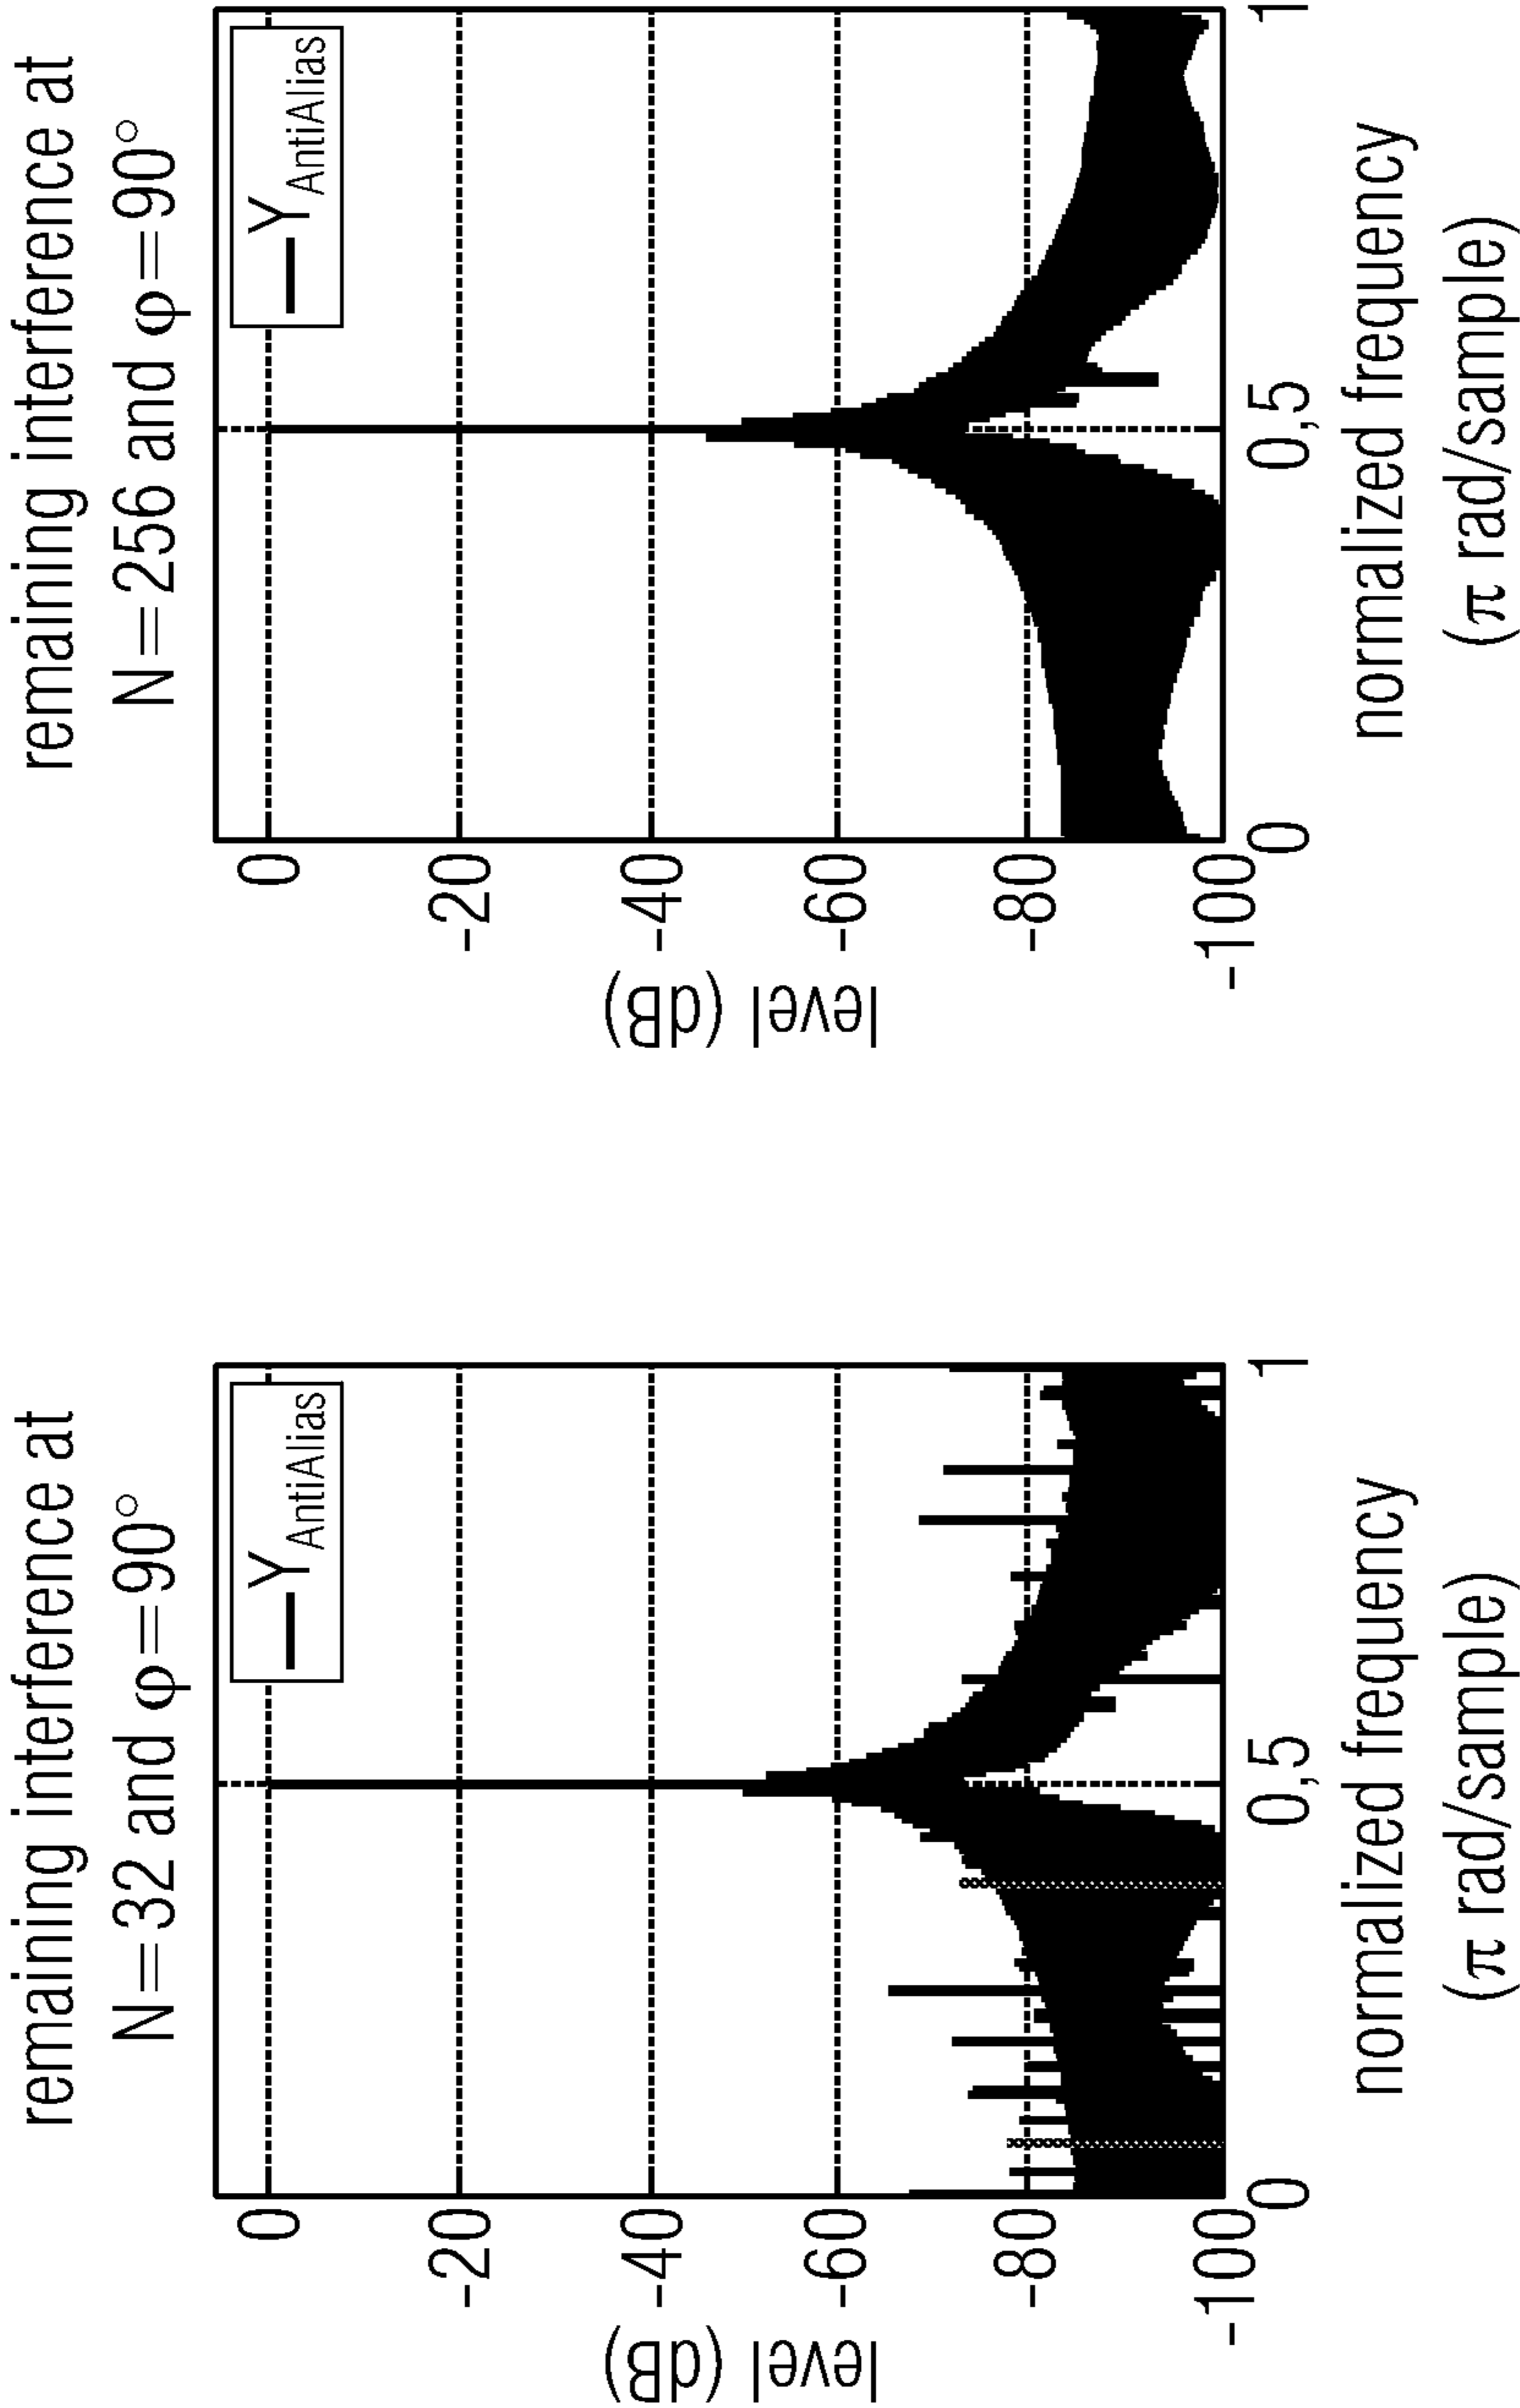 remaining interference at
N=32 and φ=90°
Y AntiAlias
level (dB)
0
-20
-40
-60
-80
-100
0
0,5
1
normalized frequency
(π rad/sample)
remaining interference at
N=256 and φ=90°
Y AntiAlias
level (dB)
0
-20
-40
-60
-80
-100
0
0,5
1
normalized frequency
(π rad/sample)